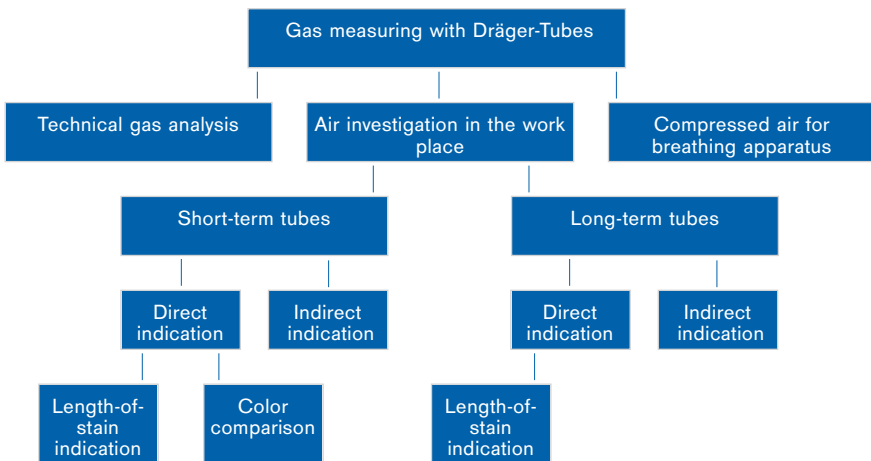 Gas measuring with Dräger-Tubes
Technical gas analysis
Air investigation in the work
place
Compressed air for
breathing apparatus
Short-term tubes
Long-term tubes
Direct
indication
Indirect
indication
Direct
indication
Indirect
indication
Length-of-
stain
indication
Color
comparison
Length-of-
stain
indication